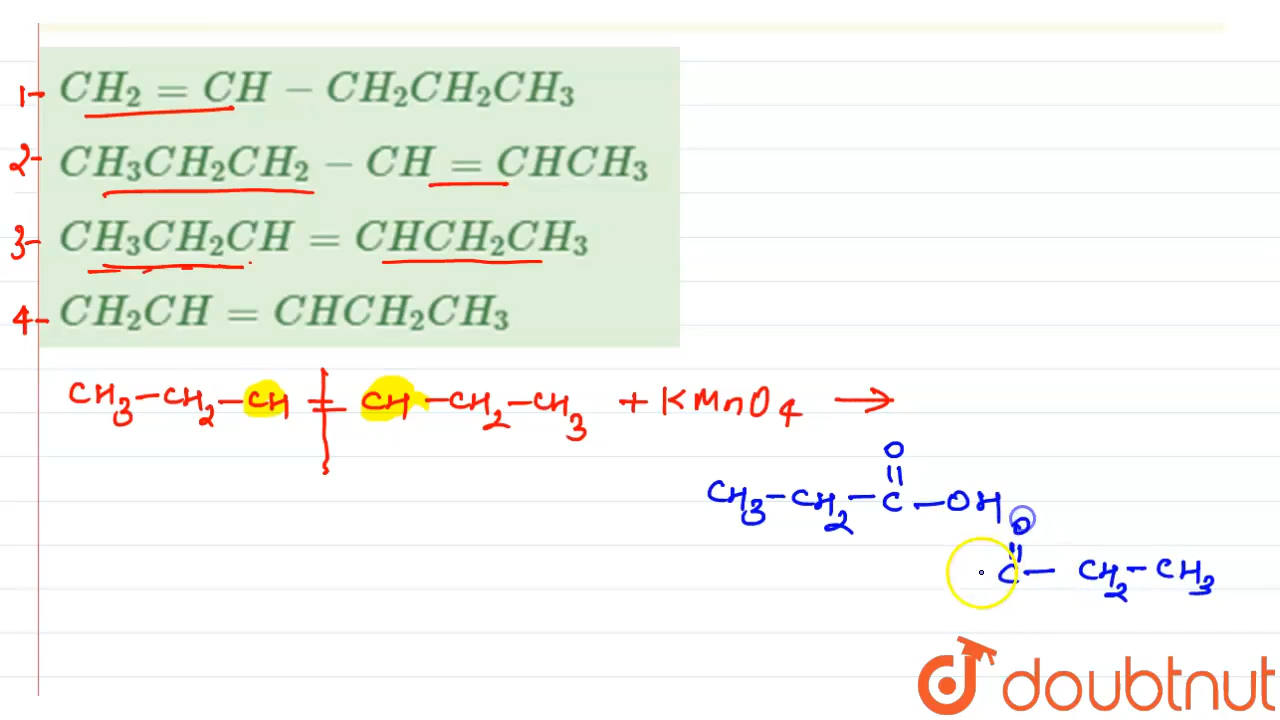 1- CH₂ = CH − CH₂CH₂CH₃
2- CH₃CH₂CH₂ − CH = CHCH₃
3- CH₃CH₂CH = CHCH₂CH₃
4- CH₂CH = CHCH₂CH₃
CH₃-CH₂-CH = CH-CH₂-CH₃ + KMnO₄ →
O
CH₃-CH₂-C-OH
O
C- CH₂-CH₃
doubtnut